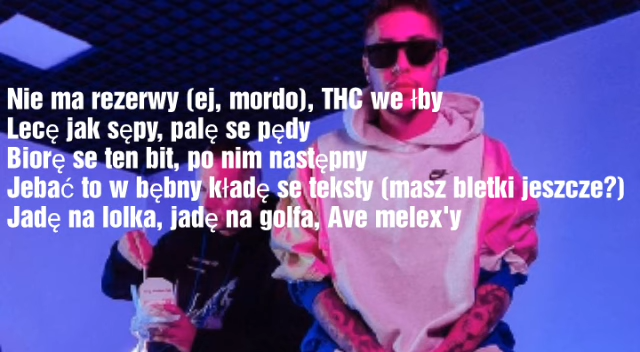 Nie ma rezerwy (ej, mordo), THC we łby
Lecę jak sępy, palę se pędy
Biorę se ten bit, po nim następny
Jebać to w bębny kładę se teksty (masz bletki jeszcze?)
Jadę na lolka, jadę na golfa, Ave melex'y